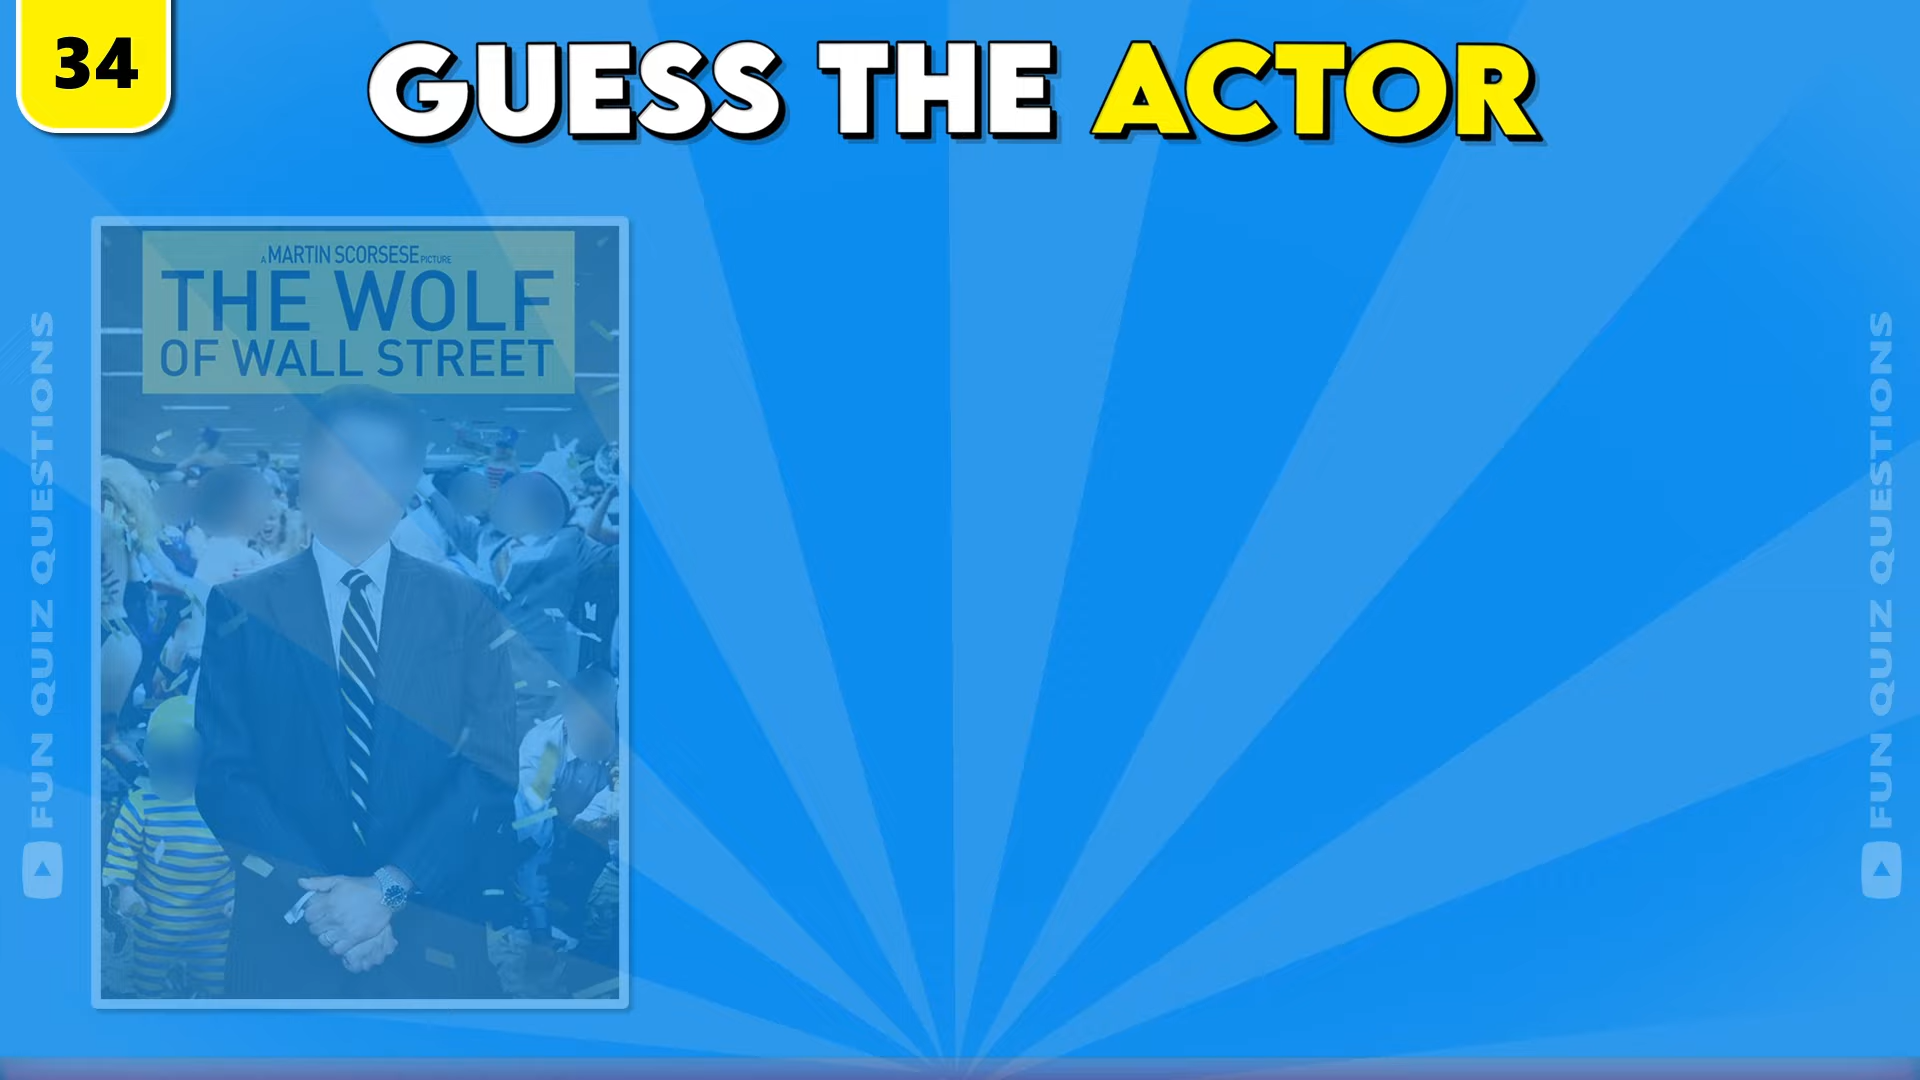 34
GUESS THE ACTOR
A MARTIN SCORSESE PICTURE
THE WOLF
OF WALL STREET
FUN QUIZ QUESTIONS
FUN QUIZ QUESTIONS